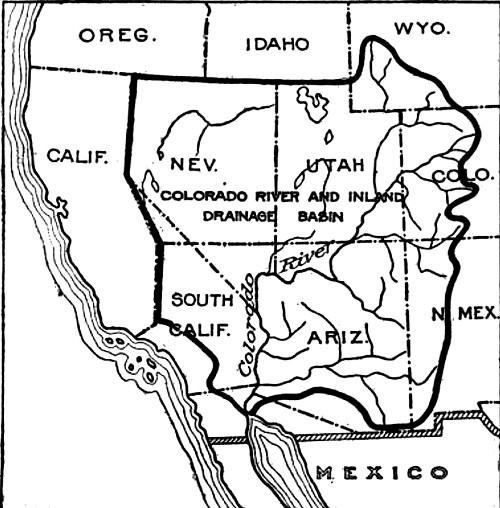 OREG.
IDAHO
WYO.
CALIF.
NEV.
UTAH
COLO.
COLORADO RIVER AND INLAND
DRAINAGE BASIN
River
Colorado
SOUTH
CALIF.
ARIZ.
N. MEX.
MEXICO